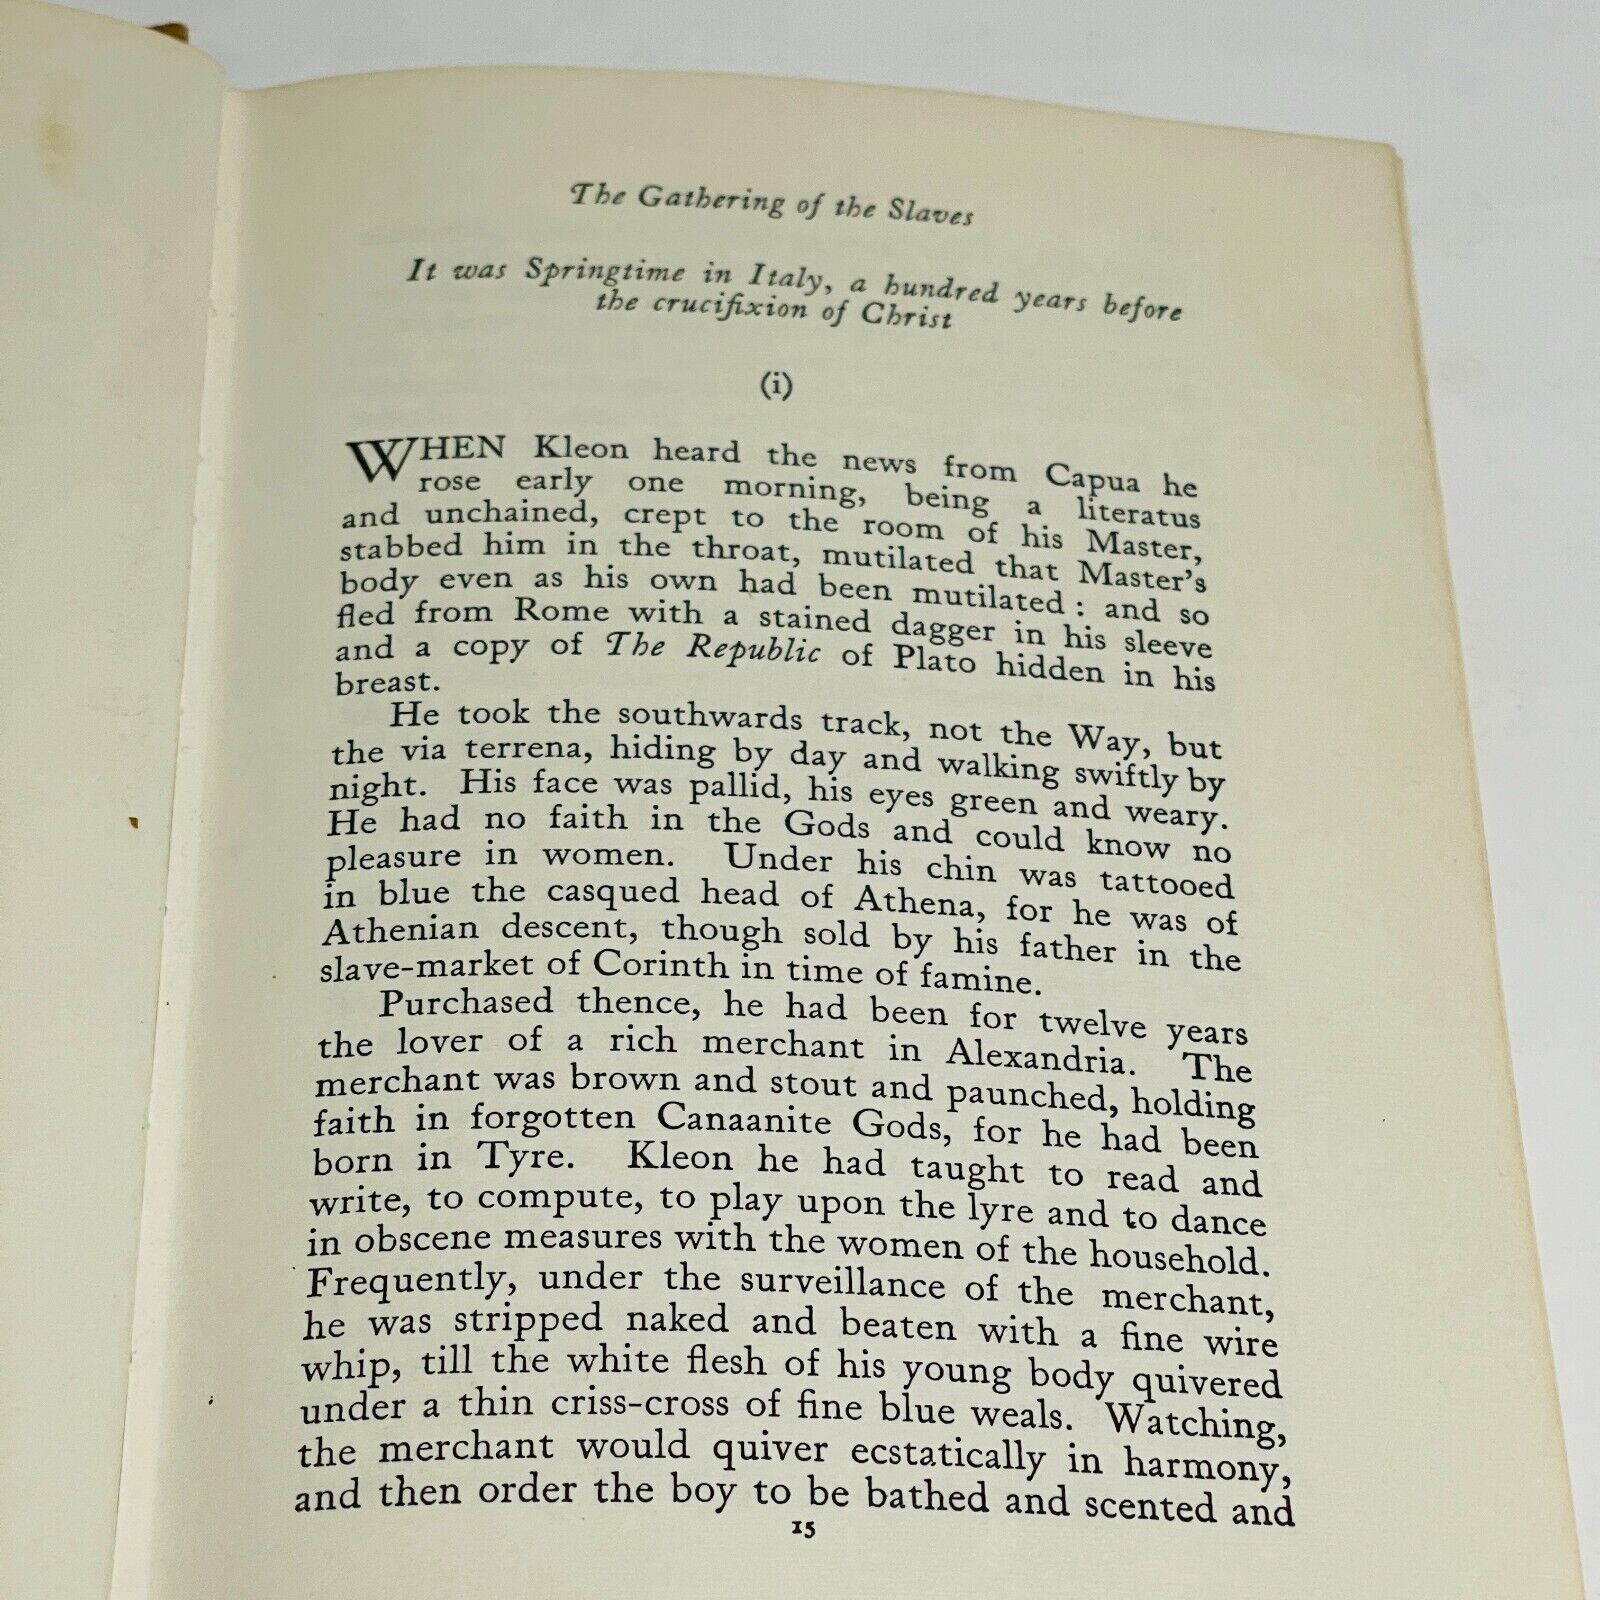 The Gathering of the Slaves
It was Springtime in Italy, a hundred years before
the crucifixion of Christ
(i)
WHEN Kleon heard the news from Capua he
rose early one morning, being a literatus
and unchained, crept to the room of his Master,
stabbed him in the throat, mutilated that Master's
body even as his own had been mutilated : and so
fled from Rome with a stained dagger in his sleeve
and a copy of The Republic of Plato hidden in his
breast.
He took the southwards track, not the Way, but
the via terrena, hiding by day and walking swiftly by
night. His face was pallid, his eyes green and weary.
He had no faith in the Gods and could know no
pleasure in women. Under his chin was tattooed
in blue the casqued head of Athena, for he was of
Athenian descent, though sold by his father in the
slave-market of Corinth in time of famine.
Purchased thence, he had been for twelve years
the lover of a rich merchant in Alexandria. The
merchant was brown and stout and paunched, holding
faith in forgotten Canaanite Gods, for he had been
born in Tyre. Kleon he had taught to read and
write, to compute, to play upon the lyre and to dance
in obscene measures with the women of the household.
Frequently, under the surveillance of the merchant,
he was stripped naked and beaten with a fine wire
whip, till the white flesh of his young body quivered
under a thin criss-cross of fine blue weals. Watching,
the merchant would quiver ecstatically in harmony,
and then order the boy to be bathed and scented and
15